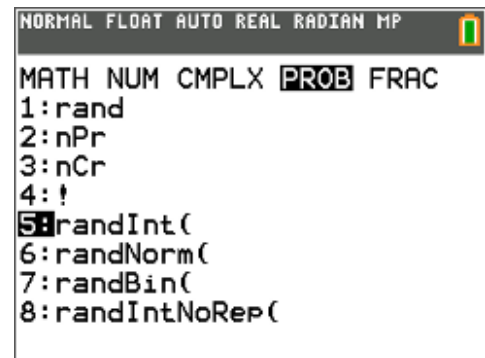 NORMAL FLOAT AUTO REAL RADIAN MP
MATH NUM CMPLX PROB FRAC
1:rand
2:nPr
3:nCr
4:!
5:randInt(
6:randNorm(
7:randBin(
8:randIntNoRep(